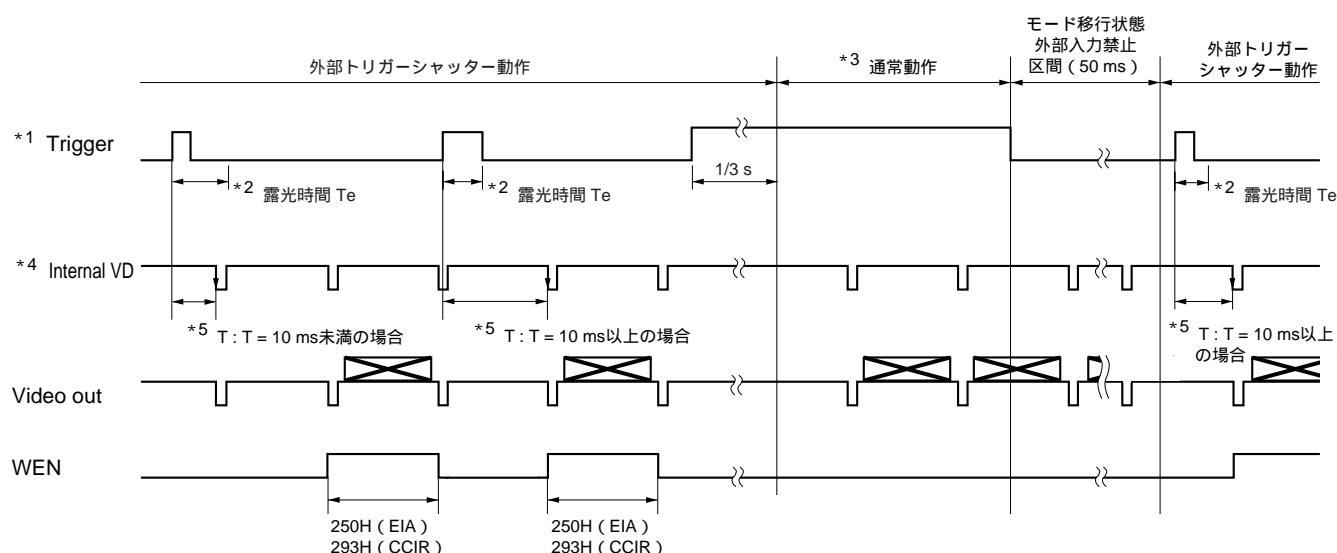 外部トリガーシャッター動作
*3 通常動作
モード移行状態
外部入力禁止
区間（50 ms）
外部トリガー
シャッター動作
*1 Trigger
1/3 s
*2 露光時間 Te
*2 露光時間 Te
*2 露光時間 Te
*4 Internal VD
*5 T : T = 10 ms未満の場合
*5 T : T = 10 ms以上の場合
*5 T : T = 10 ms以上
の場合
Video out
WEN
250H（EIA）
293H（CCIR）
250H（EIA）
293H（CCIR）